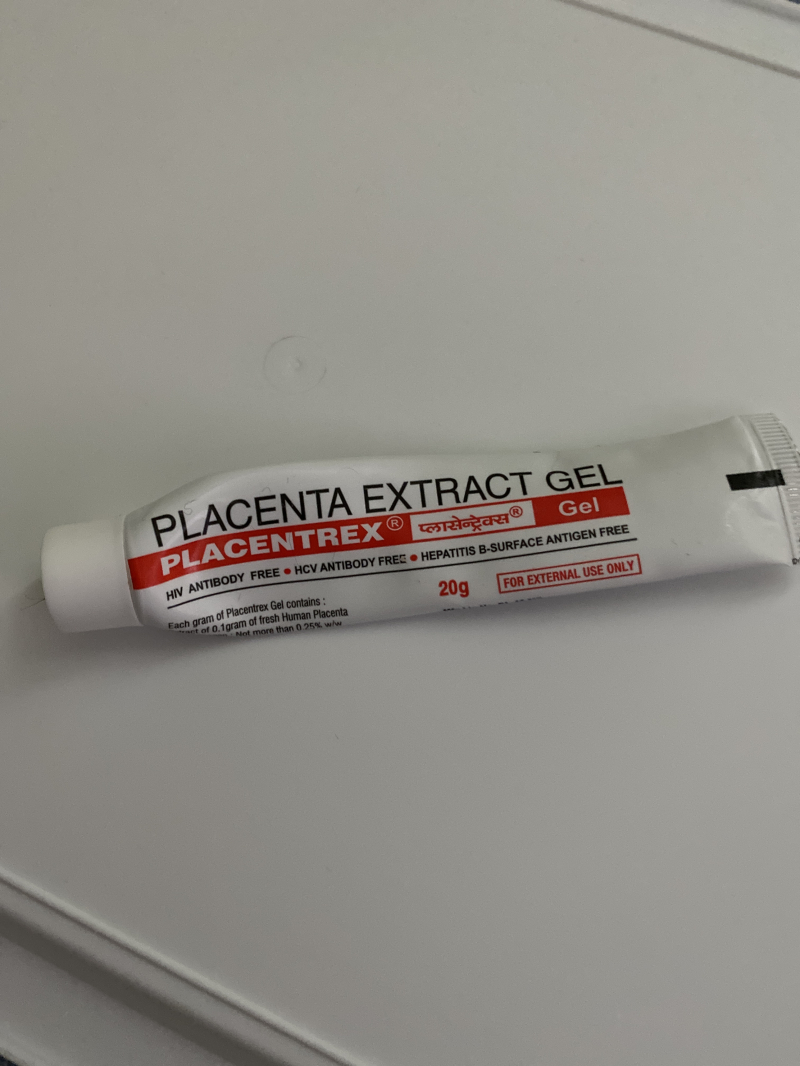 PLACENTA EXTRACT GEL
PLACENTREX® प्लासेन्ट्रेक्स® Gel
HIV ANTIBODY FREE • HCV ANTIBODY FREE • HEPATITIS B-SURFACE ANTIGEN FREE
20g FOR EXTERNAL USE ONLY
Each gram of Placentrex Gel contains :
of 0.1gram of fresh Human Placenta
Not more than 0.25% w/w